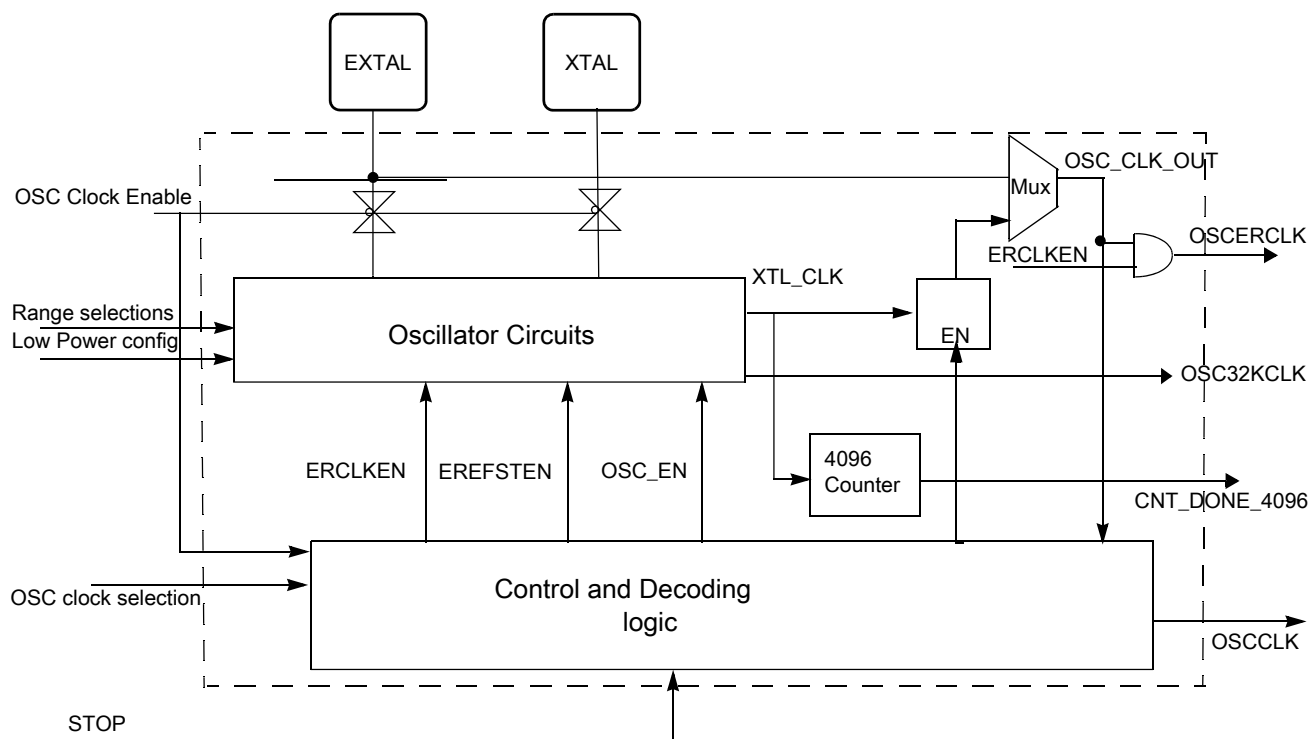 EXTAL
XTAL
OSC Clock Enable
Mux
OSC_CLK_OUT
ERCLKEN
OSCERCLK
XTL_CLK
Range selections
Low Power config
Oscillator Circuits
EN
OSC32KCLK
ERCLKEN
EREFSTEN
OSC_EN
4096
Counter
CNT_DONE_4096
Control and Decoding
logic
OSC clock selection
OSCCLK
STOP